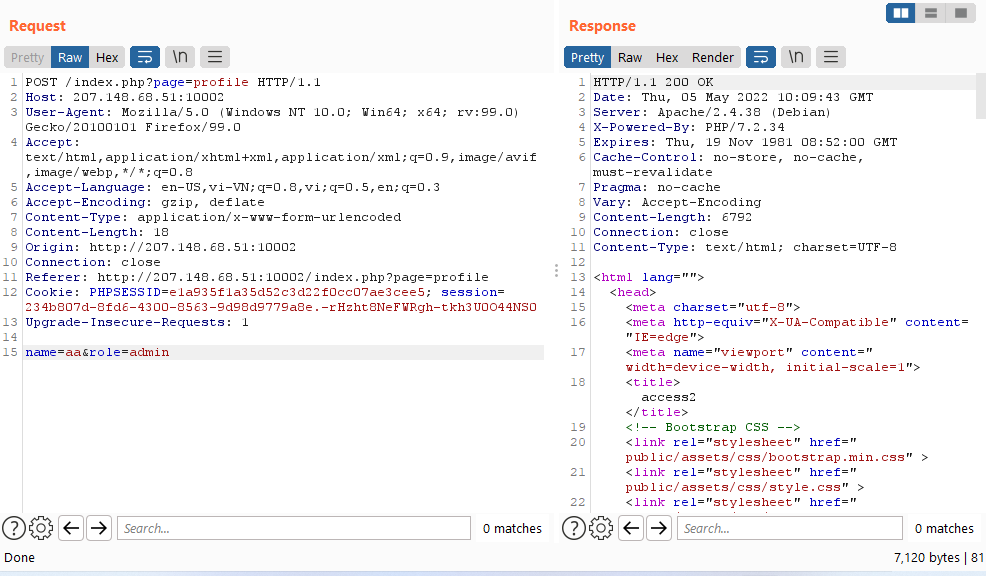 Request
Pretty Raw Hex \n
1 POST /index.php?page=profile HTTP/1.1
2 Host: 207.148.68.51:10002
3 User-Agent: Mozilla/5.0 (Windows NT 10.0; Win64; x64; rv:99.0)
Gecko/20100101 Firefox/99.0
4 Accept:
text/html,application/xhtml+xml,application/xml;q=0.9,image/avif
,image/webp,*/*;q=0.8
5 Accept-Language: en-US,vi-VN;q=0.8,vi;q=0.5,en;q=0.3
6 Accept-Encoding: gzip, deflate
7 Content-Type: application/x-www-form-urlencoded
8 Content-Length: 18
9 Origin: http://207.148.68.51:10002
10 Connection: close
11 Referer: http://207.148.68.51:10002/index.php?page=profile
12 Cookie: PHPSESSID=e1a935f1a35d52c3d22f0cc07ae3cee5; session=
234b807d-8fd6-4300-8563-9d98d9779a8e.-rHzht8NeFWRgh-tkh3U0O44NS0
13 Upgrade-Insecure-Requests: 1
14
15 name=aa&role=admin
Search... 0 matches
Done
Response
Pretty Raw Hex Render \n
1 HTTP/1.1 200 OK
2 Date: Thu, 05 May 2022 10:09:43 GMT
3 Server: Apache/2.4.38 (Debian)
4 X-Powered-By: PHP/7.2.34
5 Expires: Thu, 19 Nov 1981 08:52:00 GMT
6 Cache-Control: no-store, no-cache,
must-revalidate
7 Pragma: no-cache
8 Vary: Accept-Encoding
9 Content-Length: 6792
10 Connection: close
11 Content-Type: text/html; charset=UTF-8
12
13 <html lang="">
14 <head>
15 <meta charset="utf-8">
16 <meta http-equiv="X-UA-Compatible" content=
"IE=edge">
17 <meta name="viewport" content="
width=device-width, initial-scale=1">
18 <title>
access2
</title>
19 <!-- Bootstrap CSS -->
20 <link rel="stylesheet" href="
public/assets/css/bootstrap.min.css" >
21 <link rel="stylesheet" href="
public/assets/css/style.css" >
22 <link rel="stylesheet" href="
Search... 0 matches
7,120 bytes | 81